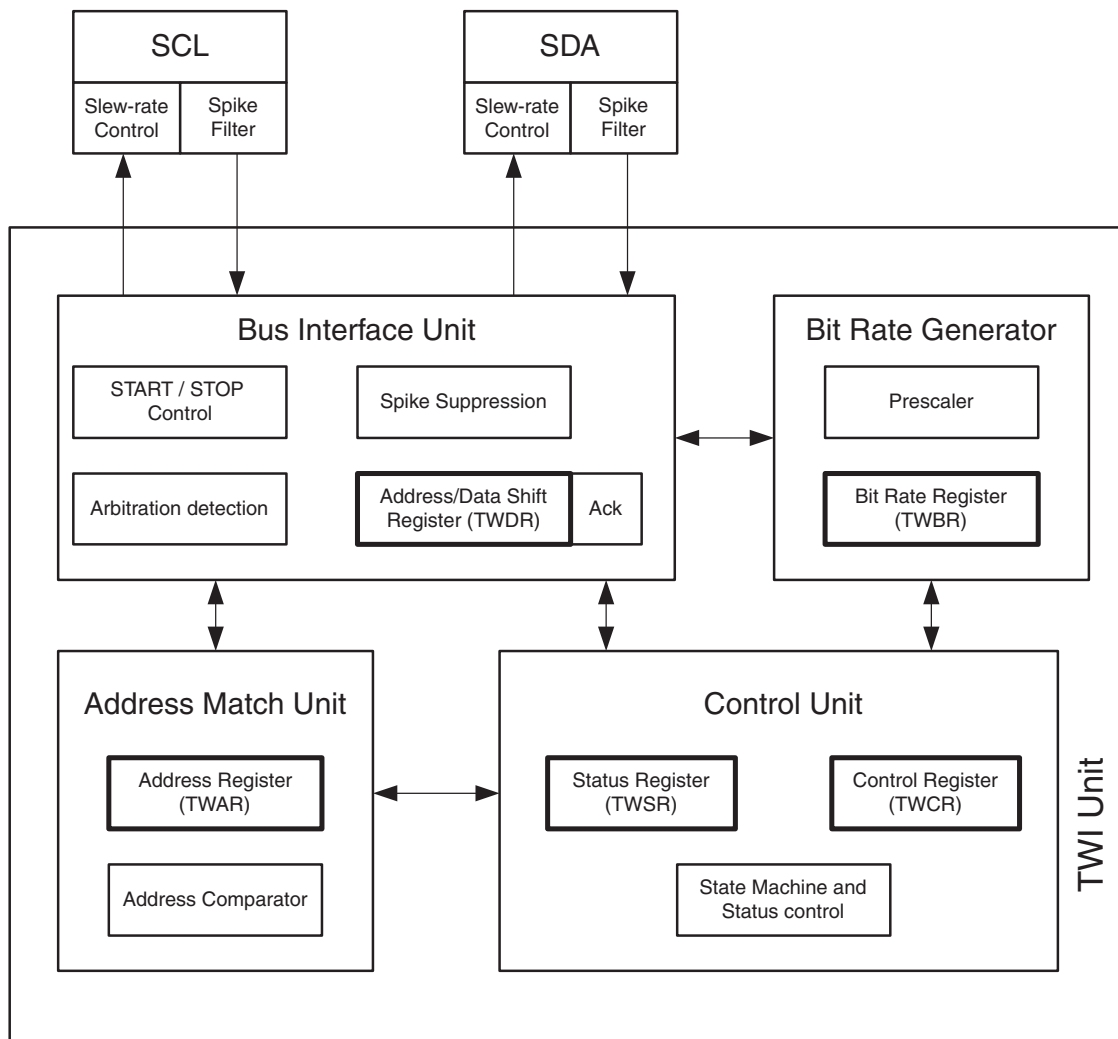 SCL
Slew-rate
Control
Spike
Filter
SDA
Slew-rate
Control
Spike
Filter
Bus Interface Unit
START / STOP
Control
Spike Suppression
Arbitration detection
Address/Data Shift
Register (TWDR)
Ack
Bit Rate Generator
Prescaler
Bit Rate Register
(TWBR)
Address Match Unit
Address Register
(TWAR)
Address Comparator
Control Unit
Status Register
(TWSR)
Control Register
(TWCR)
State Machine and
Status control
TWI Unit